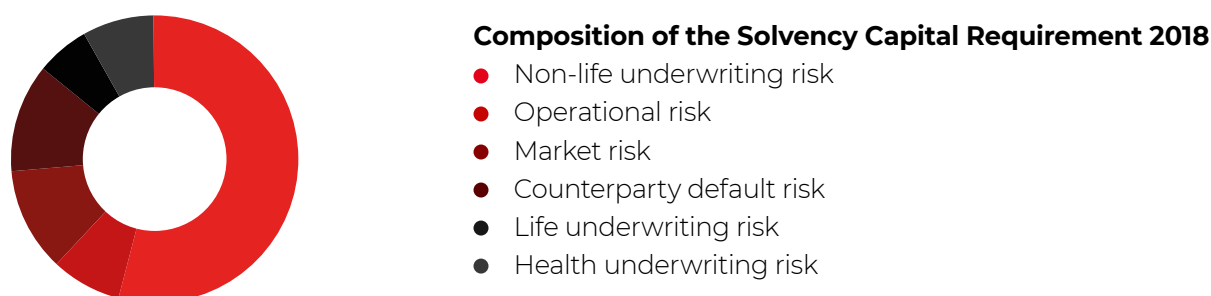 Composition of the Solvency Capital Requirement 2018
Non-life underwriting risk
Operational risk
Market risk
Counterparty default risk
Life underwriting risk
Health underwriting risk